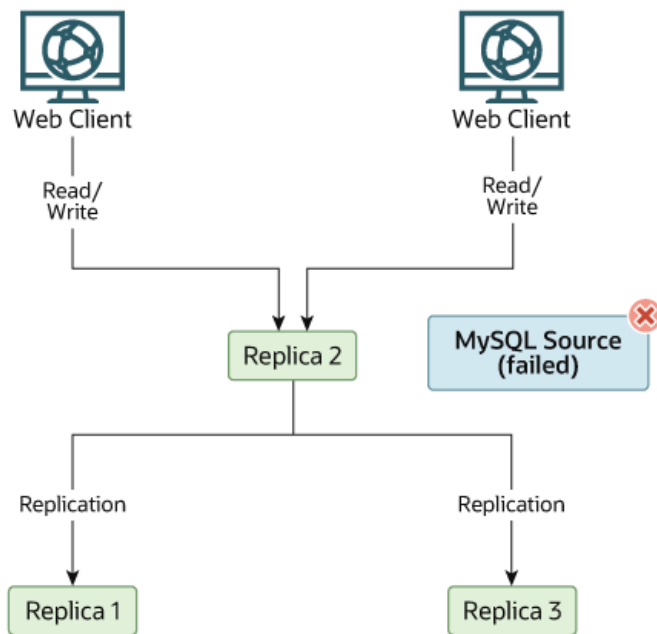 Web Client
Web Client
Read/
Write
Read/
Write
Replica 2
MySQL Source
(failed)
Replication
Replication
Replica 1
Replica 3